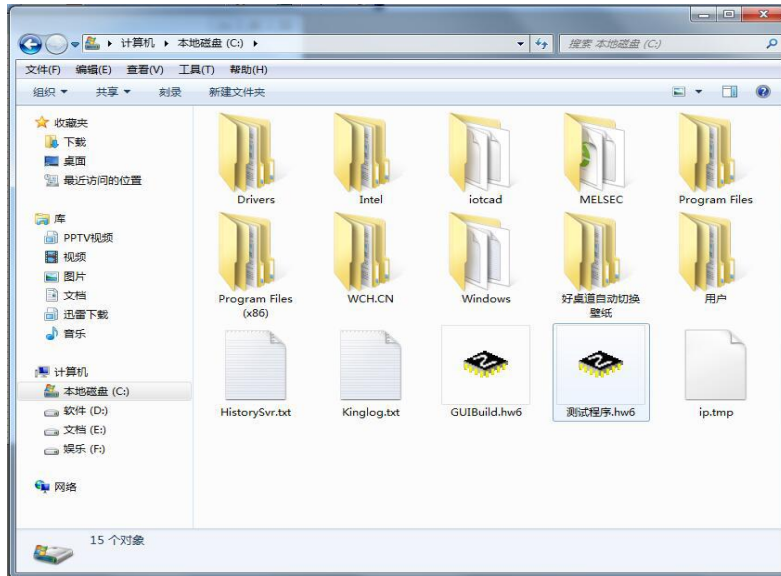 计算机 ▸ 本地磁盘 (C:) ▸
搜索 本地磁盘 (C:)
文件(F) 编辑(E) 查看(V) 工具(T) 帮助(H)
组织 共享 刻录 新建文件夹
收藏夹
下载
桌面
最近访问的位置
库
PPTV视频
视频
图片
文档
迅雷下载
音乐
计算机
本地磁盘 (C:)
软件 (D:)
文档 (E:)
娱乐 (F:)
网络
Drivers Intel iotcad MELSEC Program Files
Program Files WCH.CN Windows 好桌道自动切换 用户
(x86) 壁纸
HistorySvr.txt Kinglog.txt GUIBuild.hw6 测试程序.hw6 ip.tmp
15 个对象